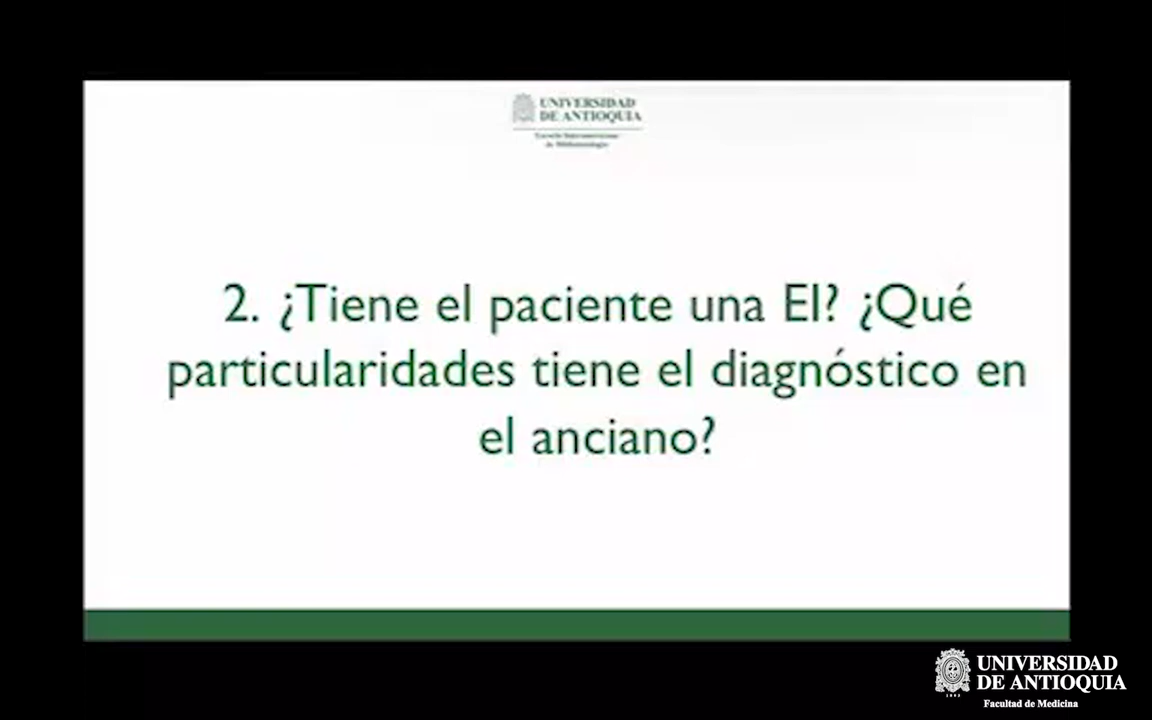 UNIVERSIDAD
DE ANTIOQUIA
2. ¿Tiene el paciente una EI? ¿Qué
particularidades tiene el diagnóstico en
el anciano?
UNIVERSIDAD
DE ANTIOQUIA
Facultad de Medicina